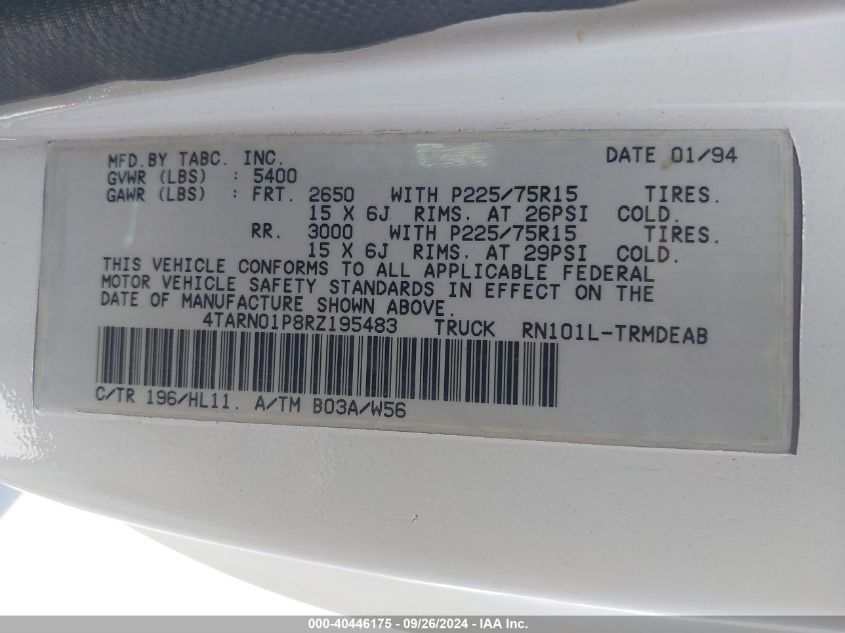 MFD.BY TABC. INC. DATE 01/94
GVWR (LBS) : 5400
GAWR (LBS) : FRT. 2650 WITH P225/75R15 TIRES.
15 X 6J RIMS. AT 26PSI COLD.
RR. 3000 WITH P225/75R15 TIRES.
15 X 6J RIMS. AT 29PSI COLD.
THIS VEHICLE CONFORMS TO ALL APPLICABLE FEDERAL
MOTOR VEHICLE SAFETY STANDARDS IN EFFECT ON THE
DATE OF MANUFACTURE SHOWN ABOVE.
4TARN01P8RZ195483 TRUCK RN101L-TRMDEAB
C/TR 196/HL11. A/TM B03A/W56
000-40446175 - 09/26/2024 - IAA Inc.